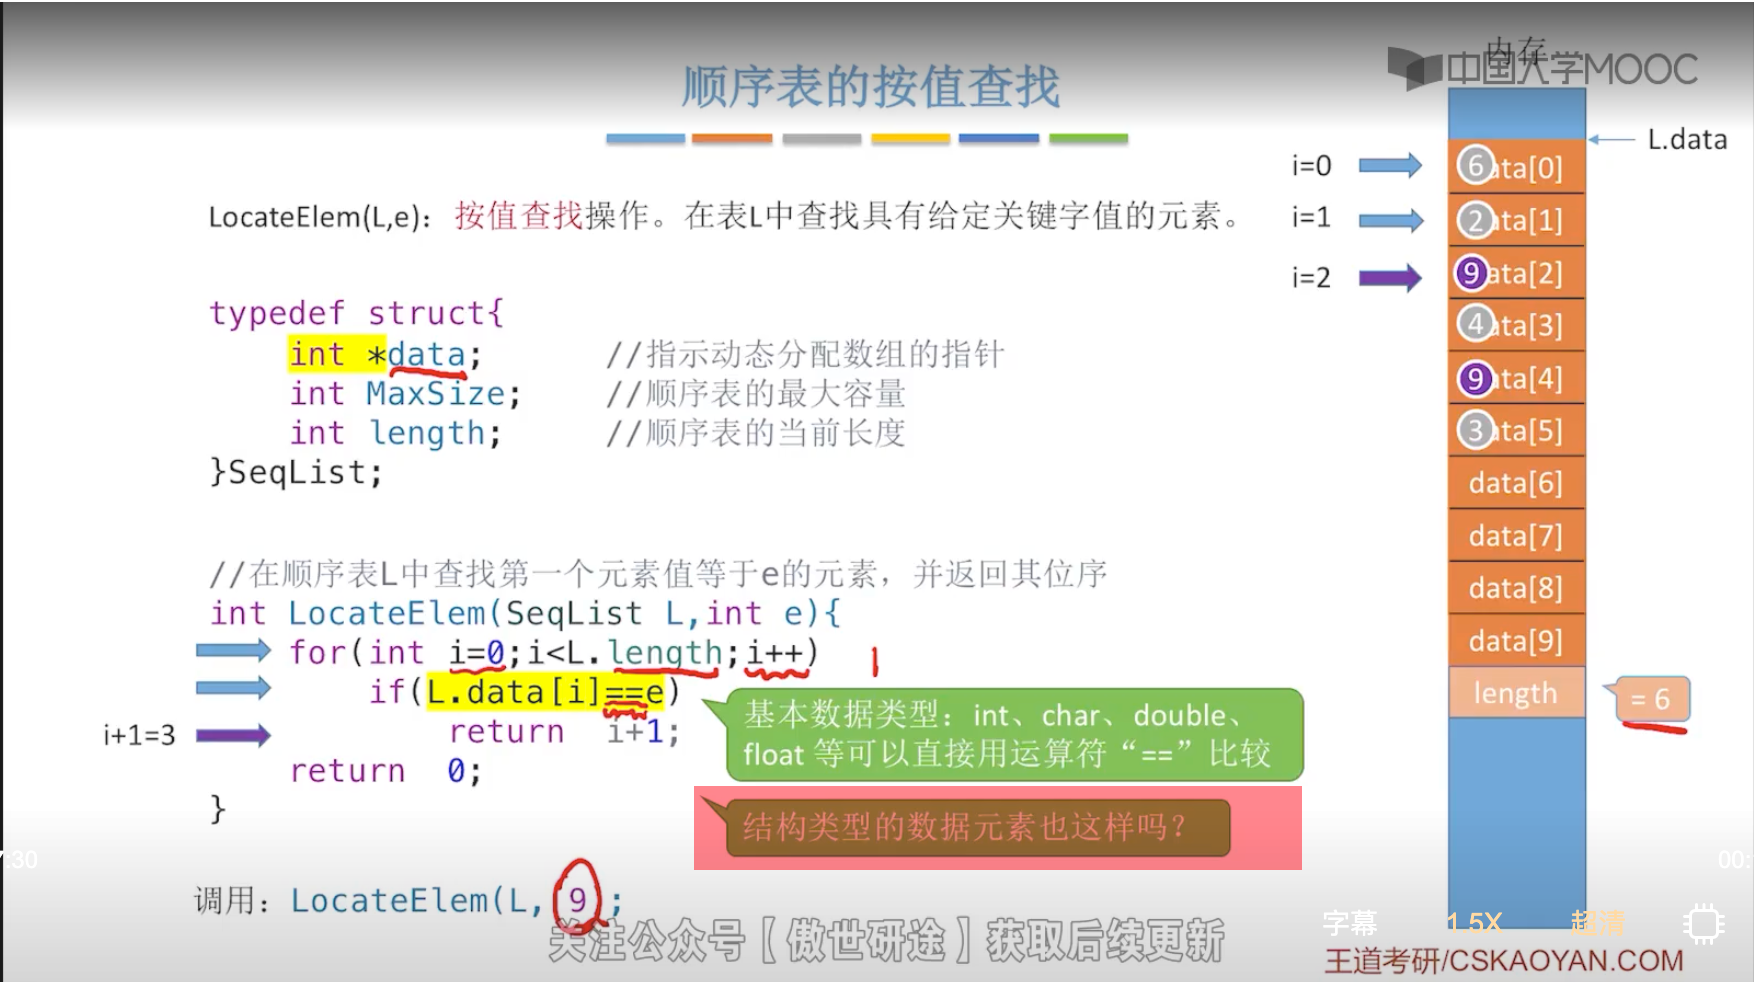 内存
中国大学MOOC
顺序表的按值查找
L.data
i=0
6 ata[0]
LocateElem(L,e)：按值查找操作。在表L中查找具有给定关键字值的元素。
i=1
2 ata[1]
i=2
9 ata[2]
typedef struct{
4 ata[3]
int *data; //指示动态分配数组的指针
9 ata[4]
int MaxSize; //顺序表的最大容量
3 ata[5]
int length; //顺序表的当前长度
}SeqList;
data[6]
data[7]
//在顺序表L中查找第一个元素值等于e的元素，并返回其位序
data[8]
int LocateElem(SeqList L,int e){
data[9]
for(int i=0;i<L.length;i++)
1
if(L.data[i]==e)
length
= 6
基本数据类型：int、char、double、
i+1=3
return i+1;
float 等可以直接用运算符“==”比较
return 0;
}
结构类型的数据元素也这样吗？
7:30
00:
调用：LocateElem(L, 9 ;
字幕
1.5X
超清
关注公众号【傲世研途】获取后续更新
王道考研/CSKAOYAN.COM